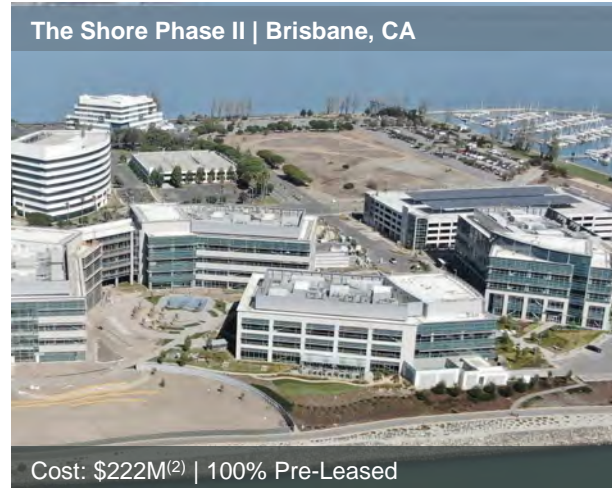 The Shore Phase II | Brisbane, CA
Cost: $222M(2) | 100% Pre-Leased